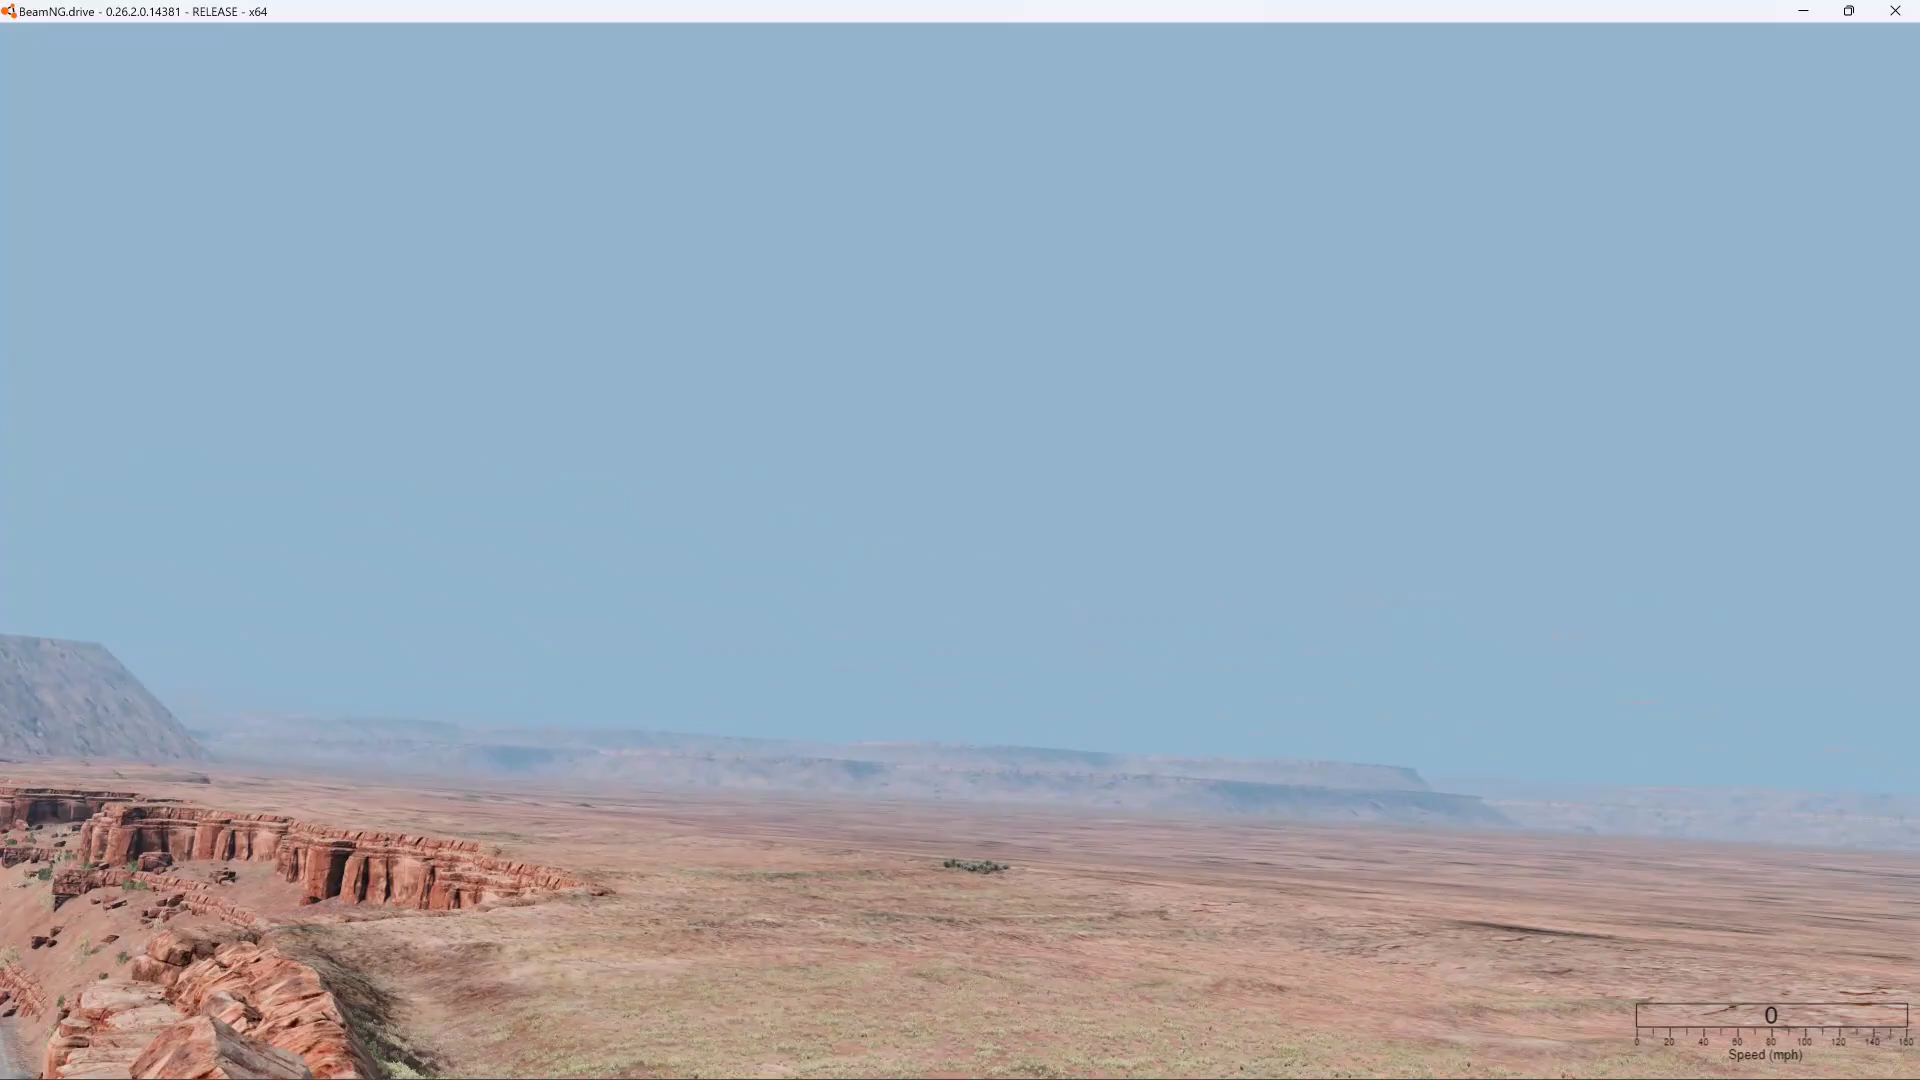 BeamNG.drive - 0.26.2.0.14381 - RELEASE - x64
0
0 20 40 60 80 100 120 140 160
Speed (mph)